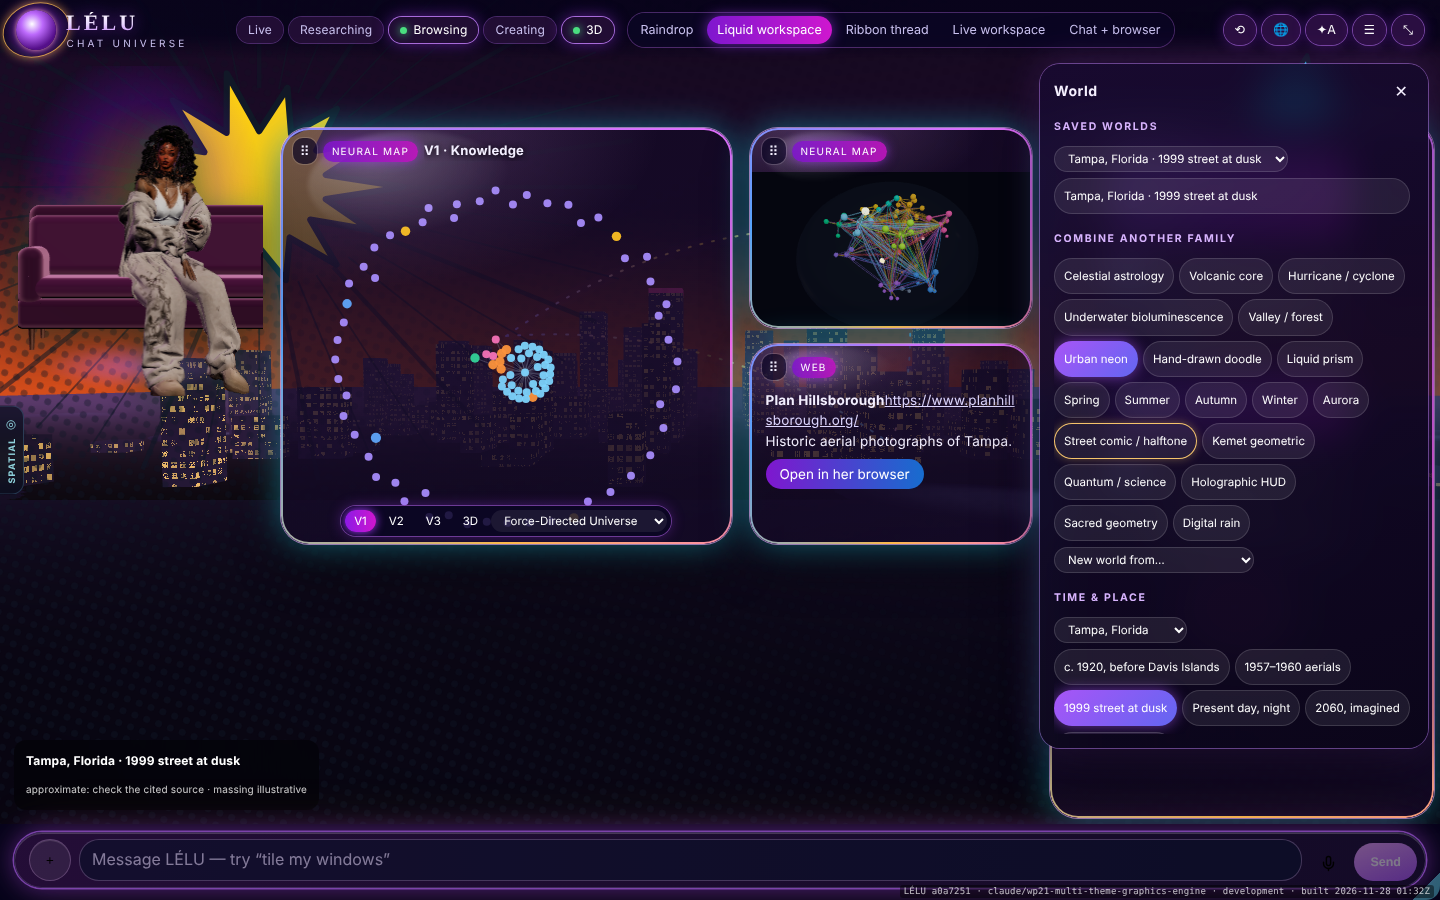 LÉLU
CHAT UNIVERSE
Live
Researching
Browsing
Creating
3D
Raindrop
Liquid workspace
Ribbon thread
Live workspace
Chat + browser
⟲
🌐
✦A
☰
⤡
NEURAL MAP V1 · Knowledge
V1 V2 V3 3D Force-Directed Universe
NEURAL MAP
WEB
Plan Hillsboroughhttps://www.planhill
sborough.org/
Historic aerial photographs of Tampa.
Open in her browser
World ✕
SAVED WORLDS
Tampa, Florida · 1999 street at dusk
Tampa, Florida · 1999 street at dusk
COMBINE ANOTHER FAMILY
Celestial astrology Volcanic core Hurricane / cyclone
Underwater bioluminescence Valley / forest
Urban neon Hand-drawn doodle Liquid prism
Spring Summer Autumn Winter Aurora
Street comic / halftone Kemet geometric
Quantum / science Holographic HUD
Sacred geometry Digital rain
New world from...
TIME & PLACE
Tampa, Florida
c. 1920, before Davis Islands 1957–1960 aerials
1999 street at dusk Present day, night 2060, imagined
SPATIAL ◎
Tampa, Florida · 1999 street at dusk
approximate: check the cited source · massing illustrative
+ Message LÉLU — try “tile my windows” Send
LÉLU a0a7251 · claude/wp21-multi-theme-graphics-engine · development · built 2026-11-28 01:32Z